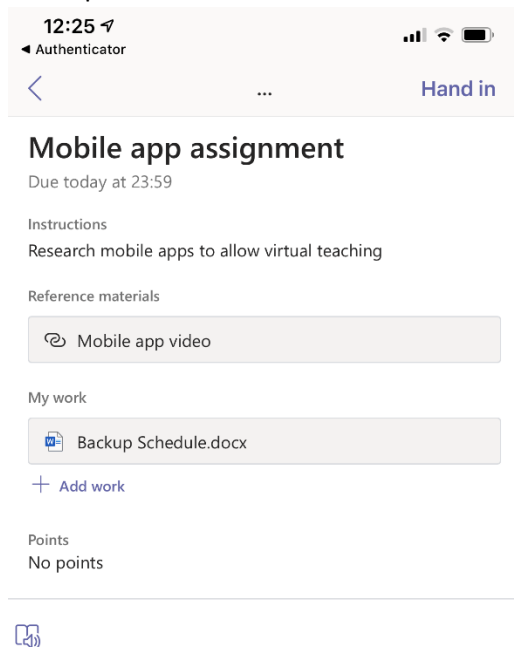 12:25
◀ Authenticator
...
Hand in
Mobile app assignment
Due today at 23:59
Instructions
Research mobile apps to allow virtual teaching
Reference materials
Mobile app video
My work
Backup Schedule.docx
+ Add work
Points
No points